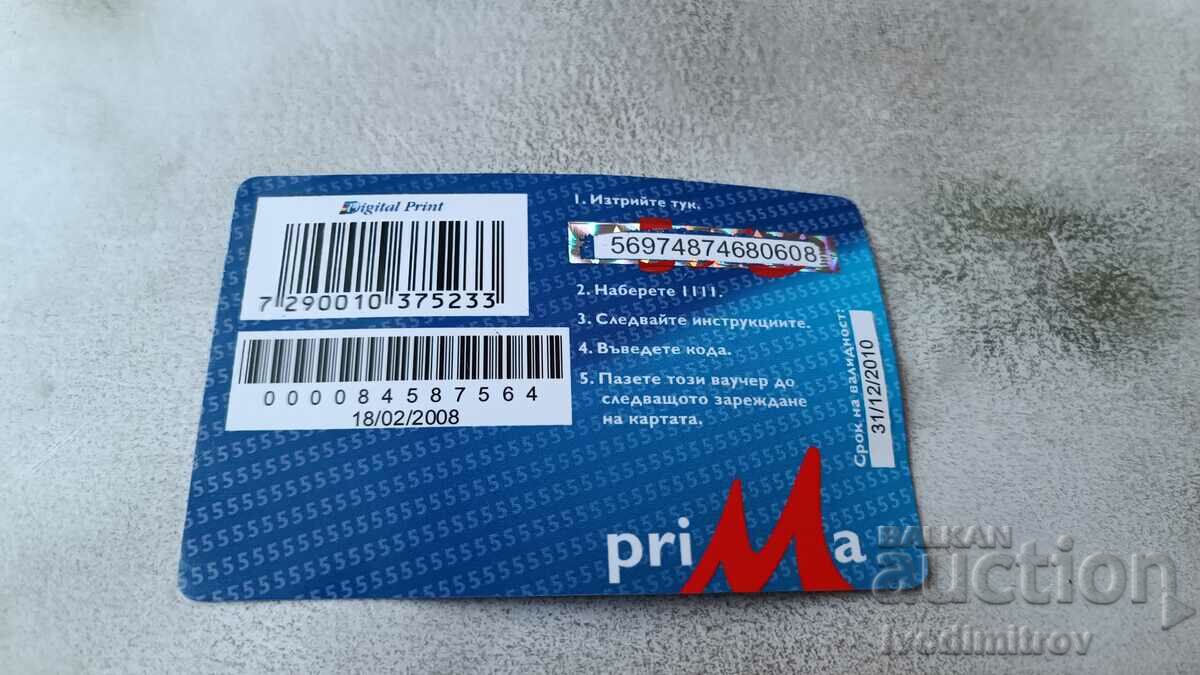 Digital Print
7 290010 375233
000084587564
18/02/2008
1. Изтрийте тук.
56974874680608
2. Наберете 1111.
3. Следвайте инструкциите.
4. Въведете кода.
5. Пазете този ваучер до
следващото зареждане
на картата.
Срок на валидност:
31/12/2010
priMa
BALKAN
auction
ivo.dimitrov